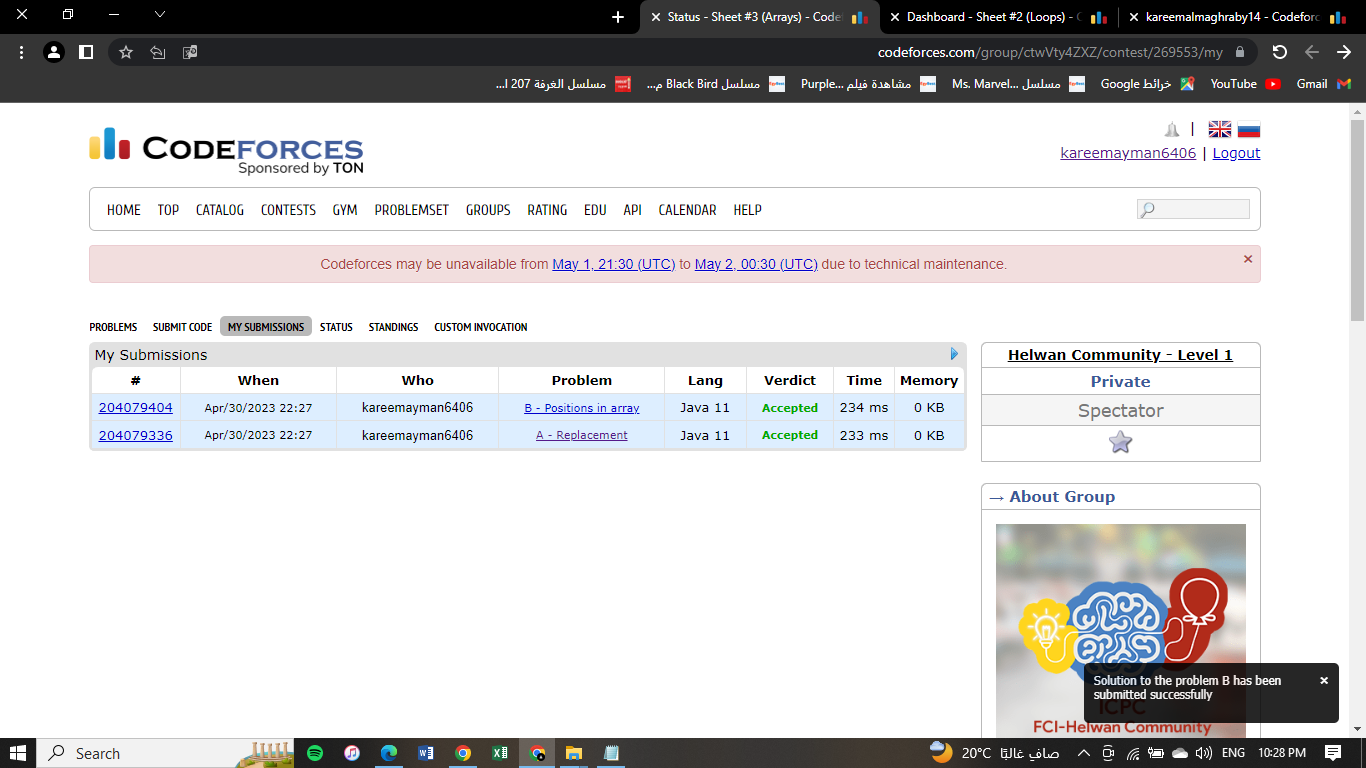 Status - Sheet #3 (Arrays) - Code
Dashboard - Sheet #2 (Loops) - C
kareemalmaghraby14 - Codeforc
codeforces.com/group/ctwVty4ZXZ/contest/269553/my
مسلسل الغرفة 207 ا...
مسلسل Black Bird م...
مشاهدة فيلم Purple...
مسلسل Ms. Marvel...
خرائط Google
YouTube
Gmail
CODEFORCES
Sponsored by TON
kareemayman6406 | Logout
HOME TOP CATALOG CONTESTS GYM PROBLEMSET GROUPS RATING EDU API CALENDAR HELP
Codeforces may be unavailable from May 1, 21:30 (UTC) to May 2, 00:30 (UTC) due to technical maintenance.
PROBLEMS SUBMIT CODE MY SUBMISSIONS STATUS STANDINGS CUSTOM INVOCATION
My Submissions
# When Who Problem Lang Verdict Time Memory
204079404 Apr/30/2023 22:27 kareemayman6406 B - Positions in array Java 11 Accepted 234 ms 0 KB
204079336 Apr/30/2023 22:27 kareemayman6406 A - Replacement Java 11 Accepted 233 ms 0 KB
Helwan Community - Level 1
Private
Spectator
→ About Group
Solution to the problem B has been
submitted successfully
ICPC
FCI-Helwan Community
Search
20°C صاف غالبًا
ENG
10:28 PM